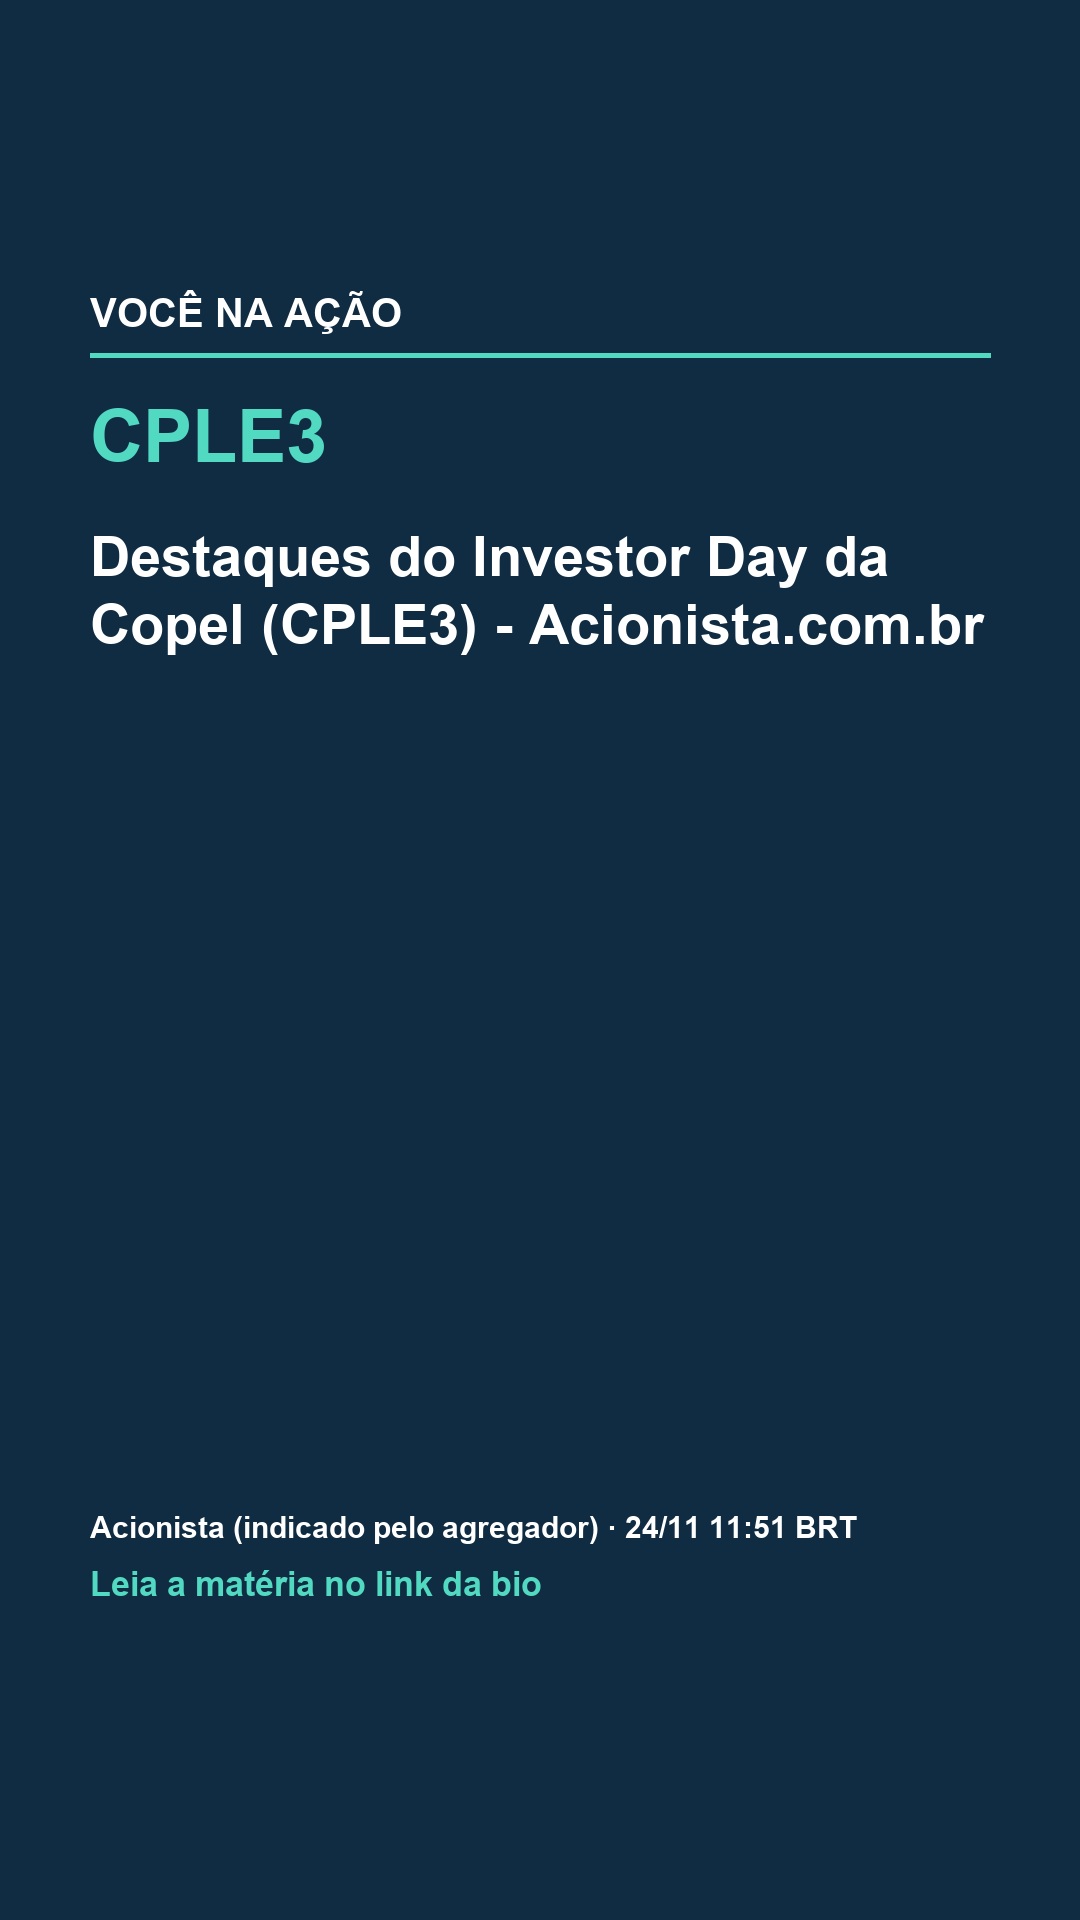 VOCÊ NA AÇÃO
CPLE3
Destaques do Investor Day da
Copel (CPLE3) - Acionista.com.br
Acionista (indicado pelo agregador) · 24/11 11:51 BRT
Leia a matéria no link da bio